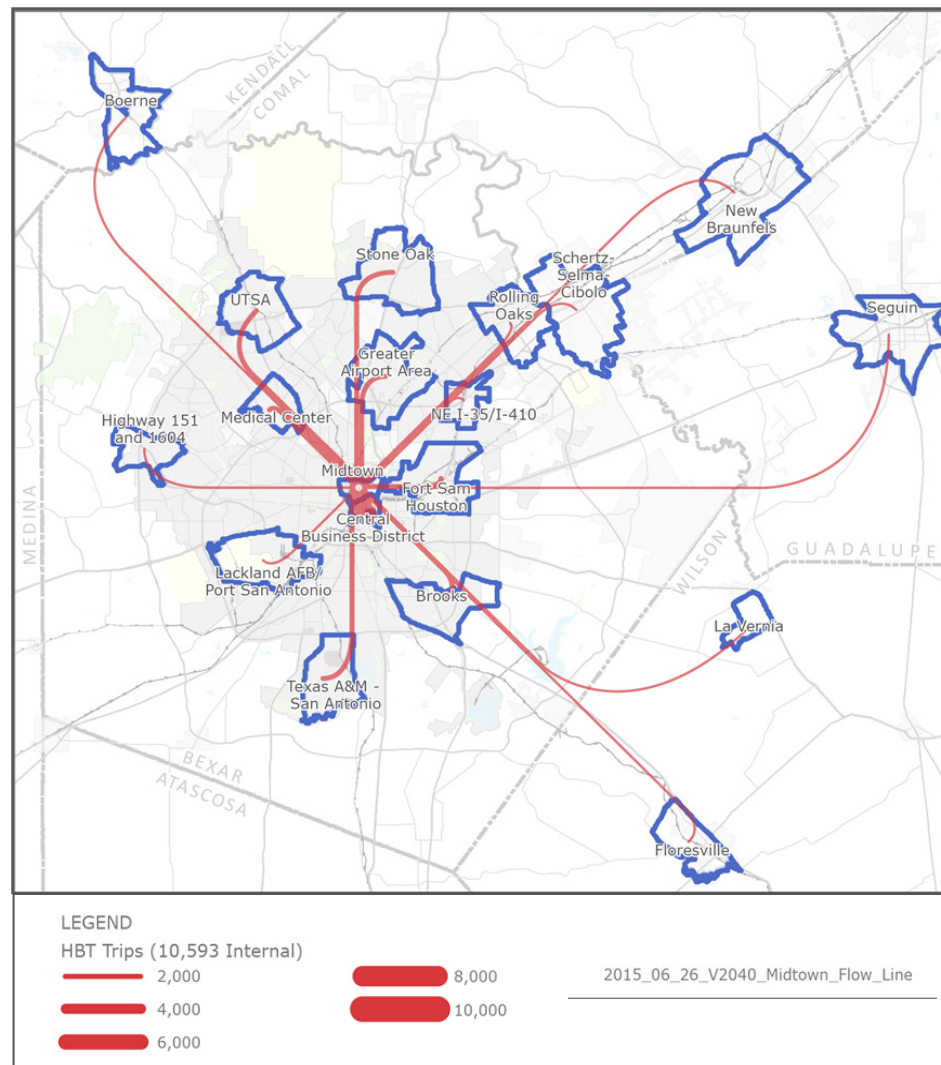 KENDALL
COMAL
Boerne
New
Braunfels
Stone Oak
Schertz-
Selma-
Cibolo
UTSA
Rolling
Oaks
Seguin
Greater
Airport Area
Medical Center
NE I-35/I-410
Highway 151
and 1604
Midtown
Fort Sam
Houston
Central
Business District
MEDINA
WILSON
GUADALUPE
Lackland AFB/
Port San Antonio
Brooks
La Vernia
Texas A&M -
San Antonio
BEXAR
ATASCOSA
Floresville
LEGEND
HBT Trips (10,593 Internal)
2,000
4,000
6,000
8,000
10,000
2015_06_26_V2040_Midtown_Flow_Line